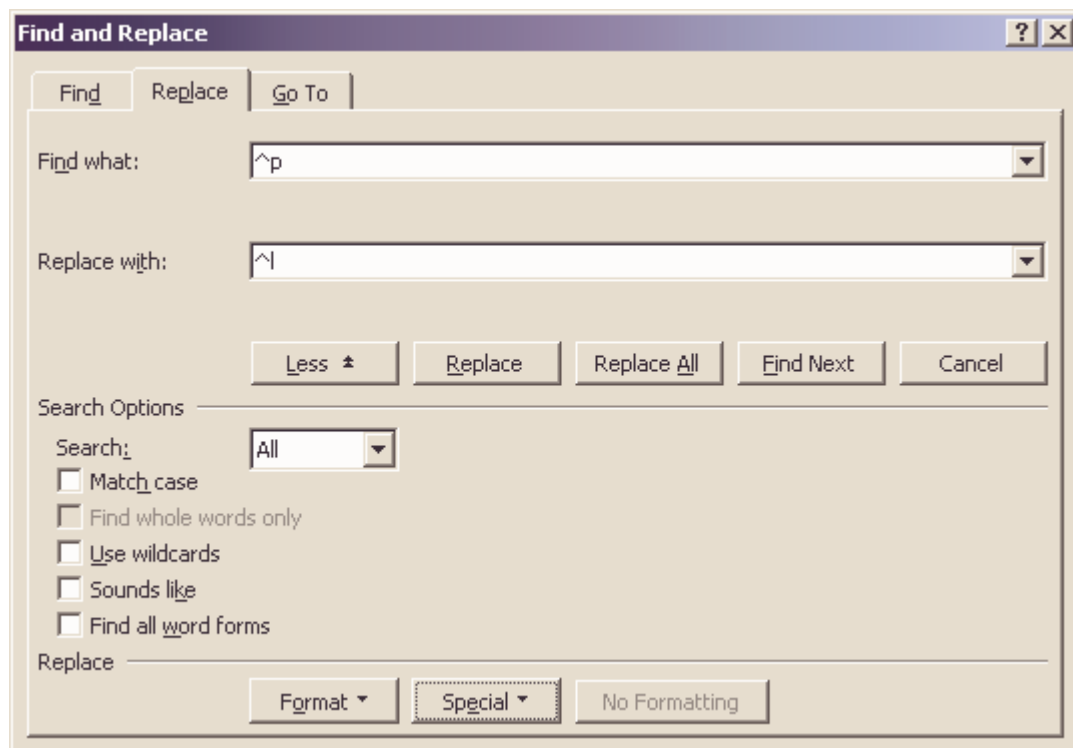 Find and Replace
Find Replace Go To
Find what: ^p
Replace with: ^l
Less Replace Replace All Find Next Cancel
Search Options
Search: All
Match case
Find whole words only
Use wildcards
Sounds like
Find all word forms
Replace
Format Special No Formatting